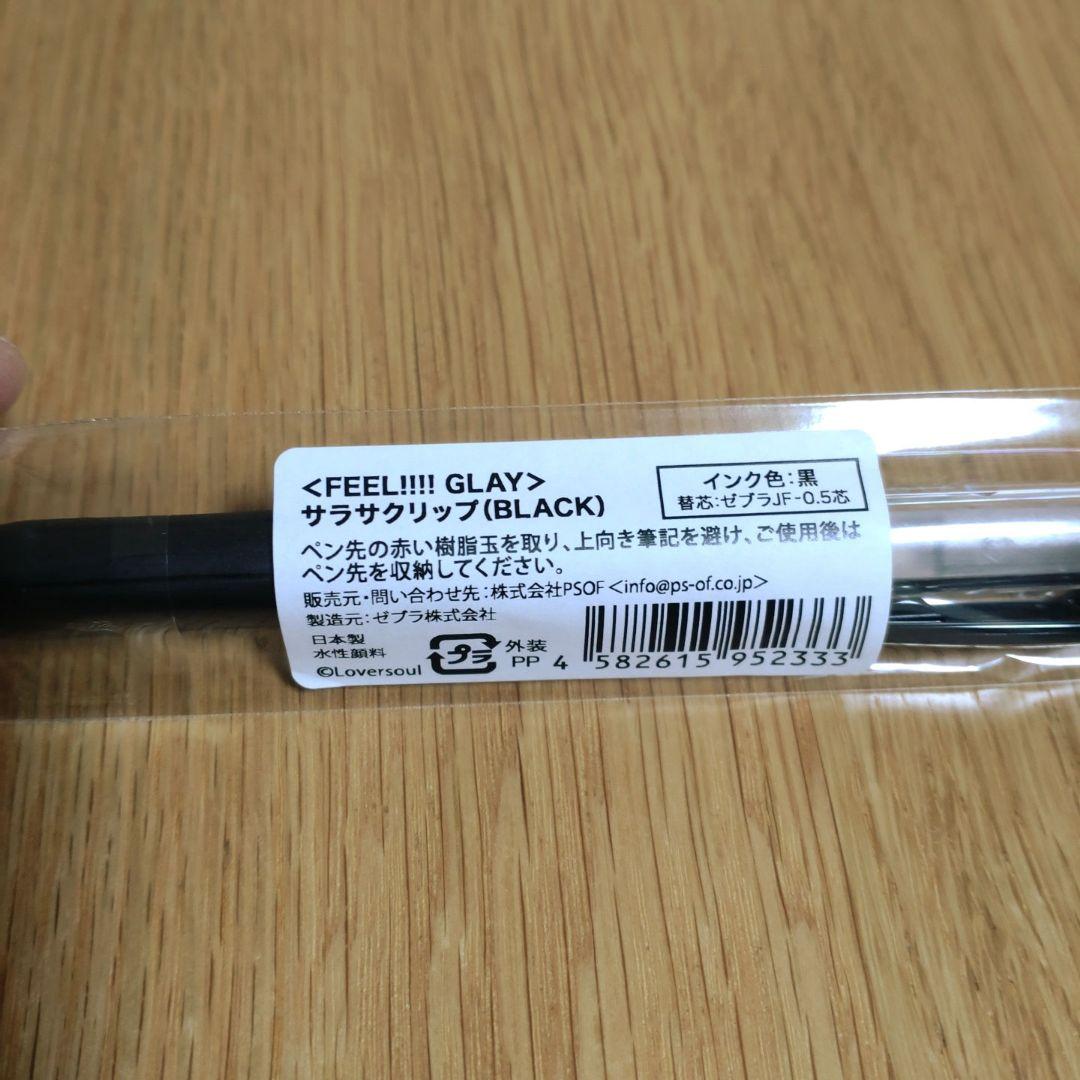 <FEEL!!!! GLAY>
サラサクリップ(BLACK)
インク色:黒
替芯:ゼブラJF-0.5芯
ペン先の赤い樹脂玉を取り、上向き筆記を避け、ご使用後は
ペン先を収納してください。
販売元・問い合わせ先:株式会社PSOF<info@ps-of.co.jp>
製造元:ゼブラ株式会社
日本製
水性顔料
©Loversoul
プラ
外装
PP
4 582615 952333